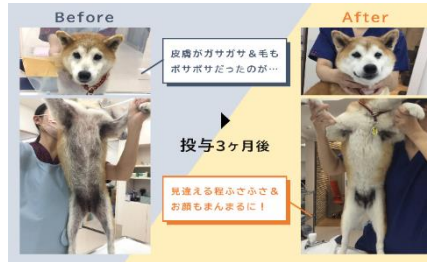 Before
After
皮膚がガサガサ&毛も
ボサボサだったのが…
投与3ヶ月後
見違える程ふさふさ&
お顔もまんまるに!